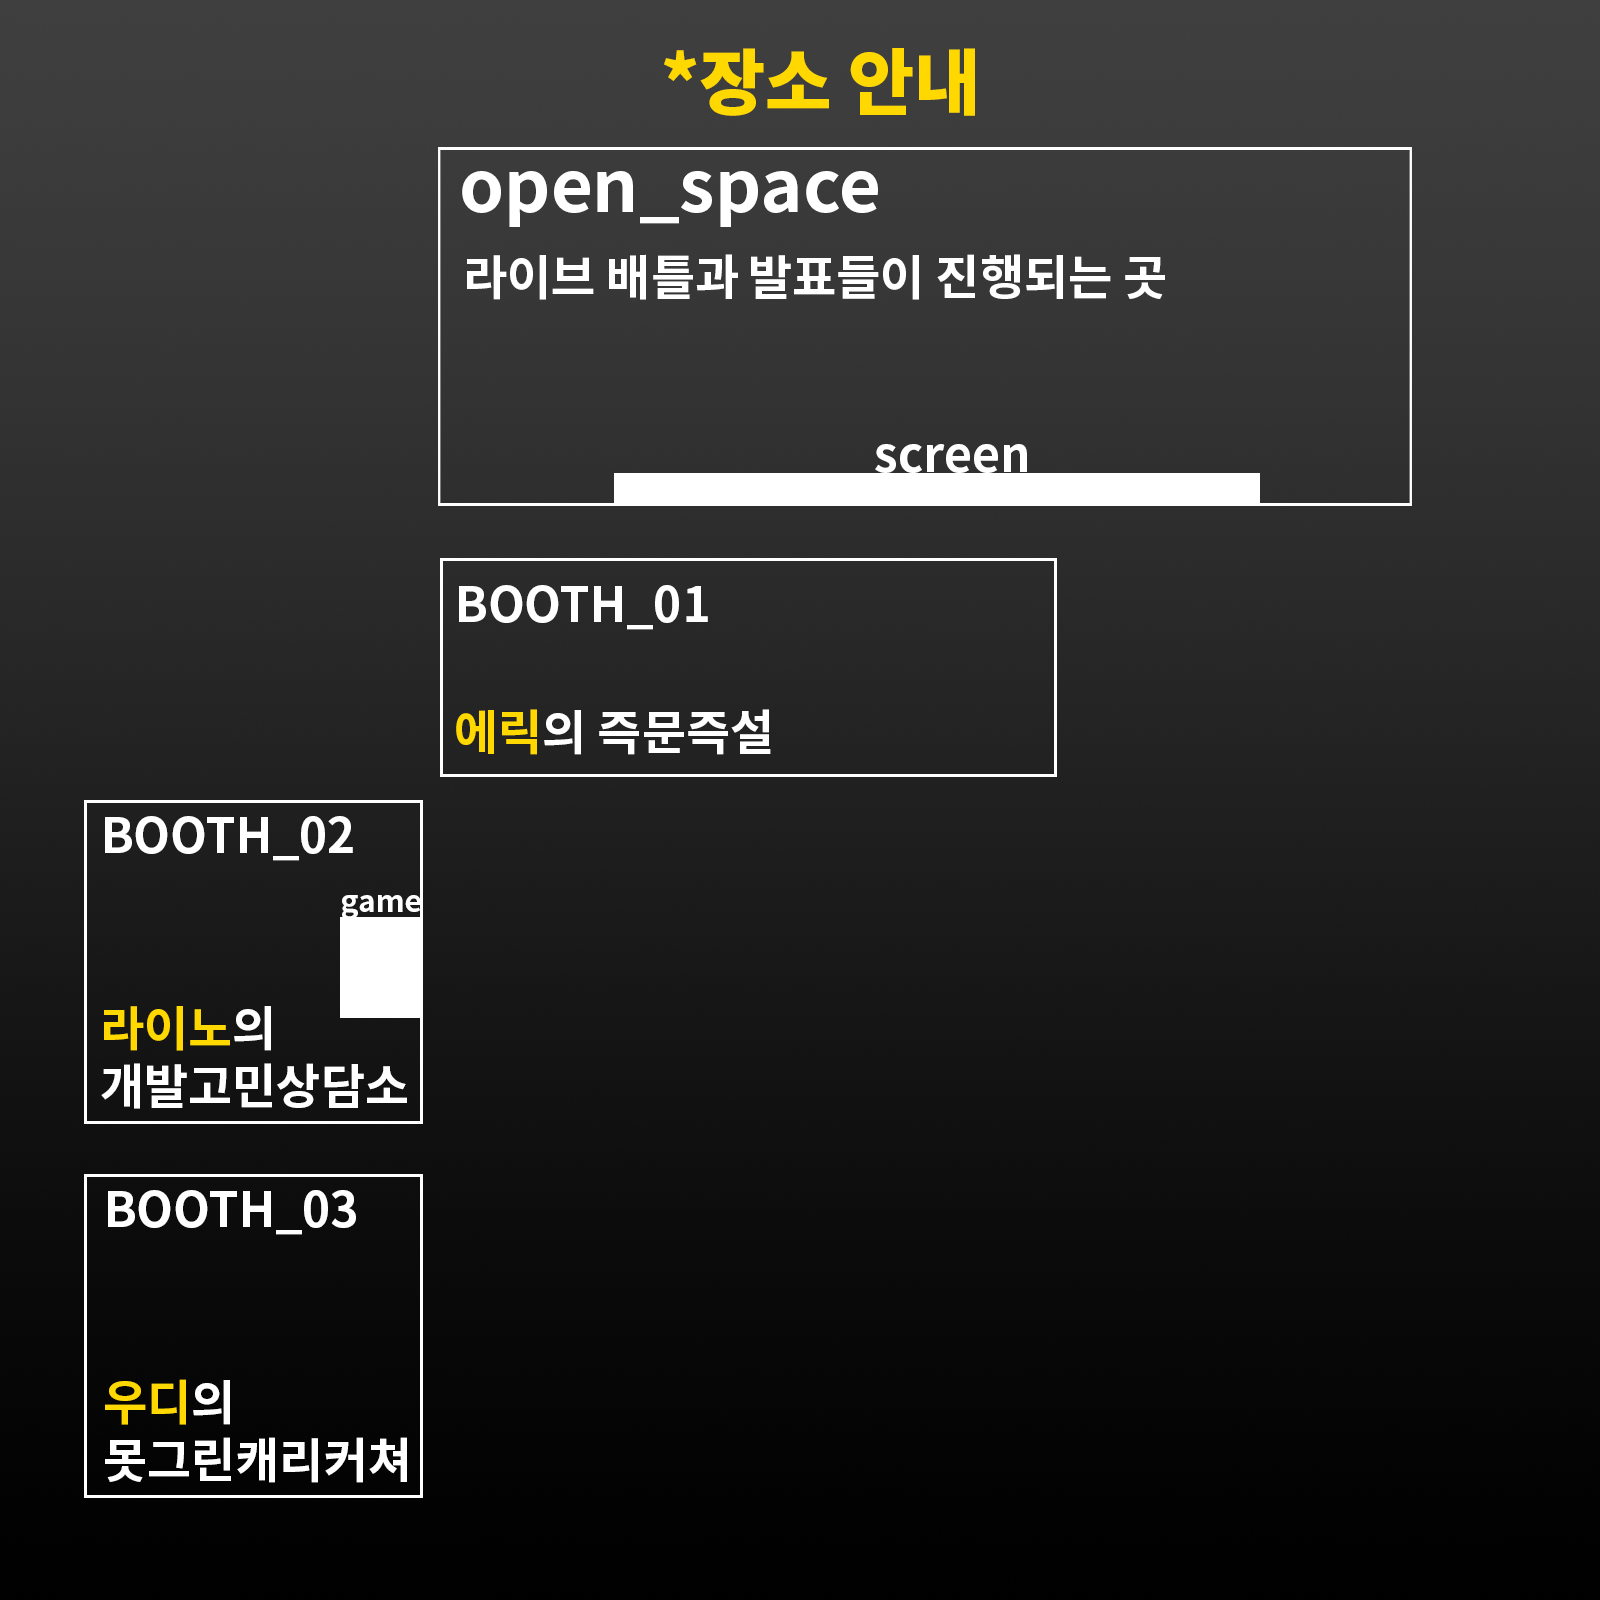 *장소 안내
open_space
라이브 배틀과 발표들이 진행되는 곳
screen
BOOTH_01
에릭의 즉문즉설
BOOTH_02
game
라이노의
개발고민상담소
BOOTH_03
우디의
못그린캐리커쳐